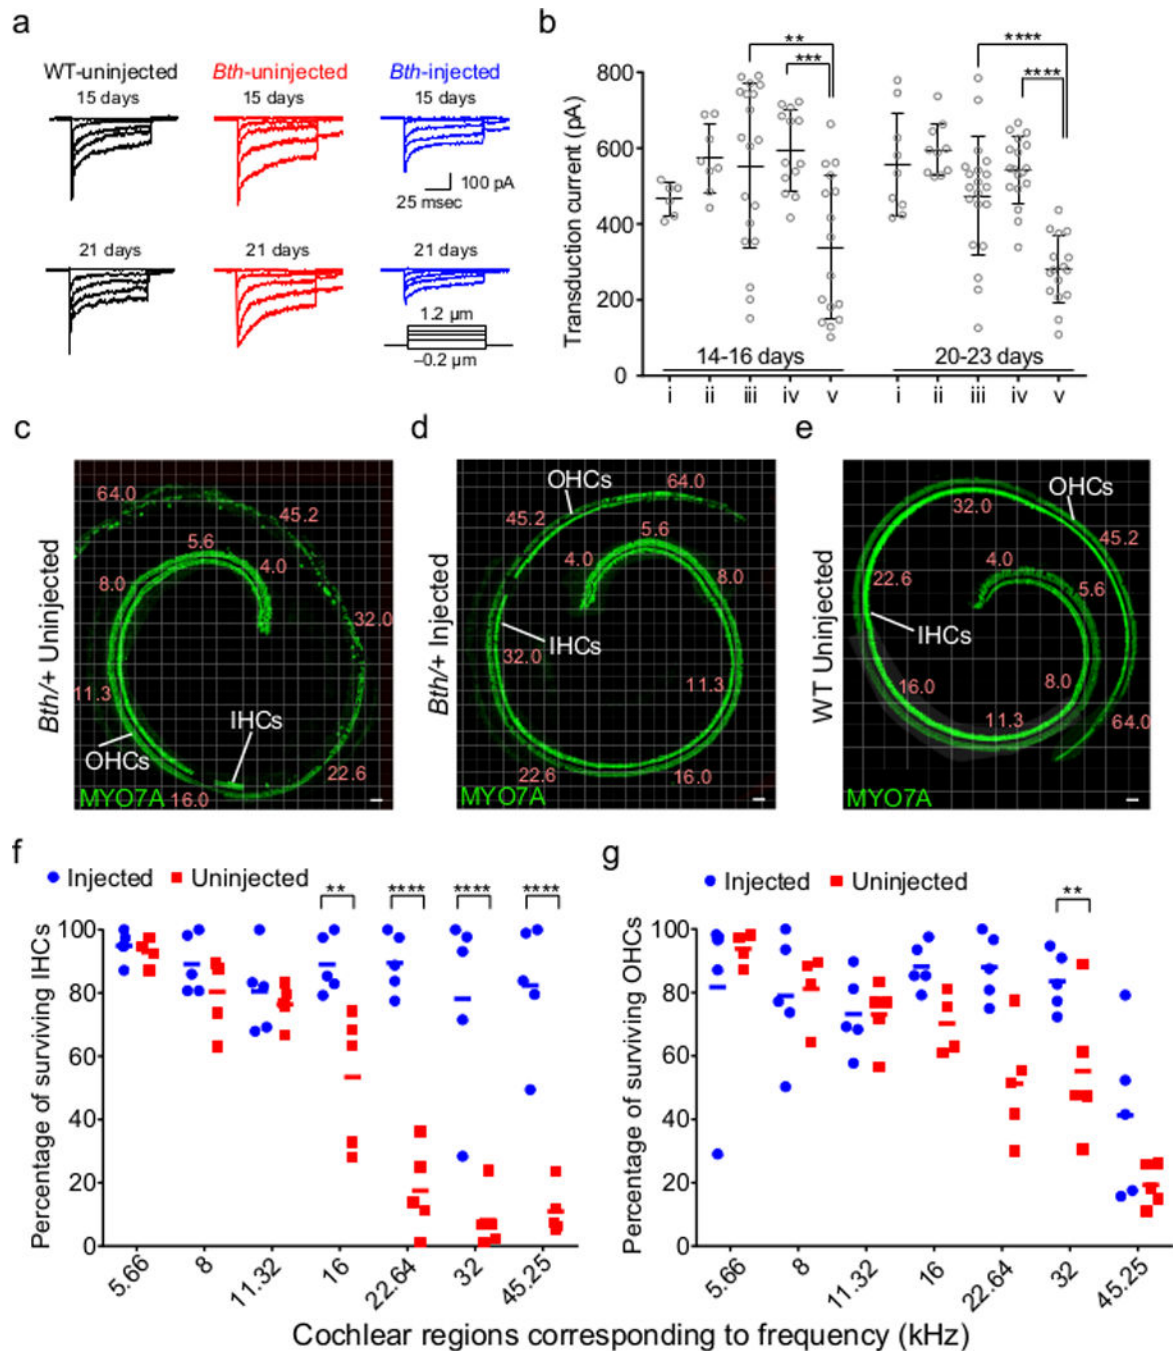 a
WT-uninjected
Bth-uninjected
Bth-injected
15 days
15 days
15 days
100 pA
25 msec
21 days
21 days
21 days
1.2 µm
–0.2 µm
b
Transduction current (pA)
800
600
400
200
0
**
***
****
****
14-16 days
20-23 days
i ii iii iv v i ii iii iv v
c
Bth/+ Uninjected
64.0
45.2
5.6
4.0
8.0
32.0
11.3
IHCs
OHCs
22.6
MYO7A
16.0
d
Bth/+ Injected
OHCs
64.0
45.2
5.6
4.0
8.0
IHCs
32.0
11.3
22.6
16.0
MYO7A
e
WT Uninjected
OHCs
32.0
45.2
4.0
5.6
22.6
IHCs
16.0
8.0
11.3
64.0
MYO7A
f
Injected Uninjected
Percentage of surviving IHCs
** **** **** ****
100
80
60
40
20
0
5.66 8 11.32 16 22.64 32 45.25
g
Injected Uninjected
Percentage of surviving OHCs
**
100
80
60
40
20
0
5.66 8 11.32 16 22.64 32 45.25
Cochlear regions corresponding to frequency (kHz)